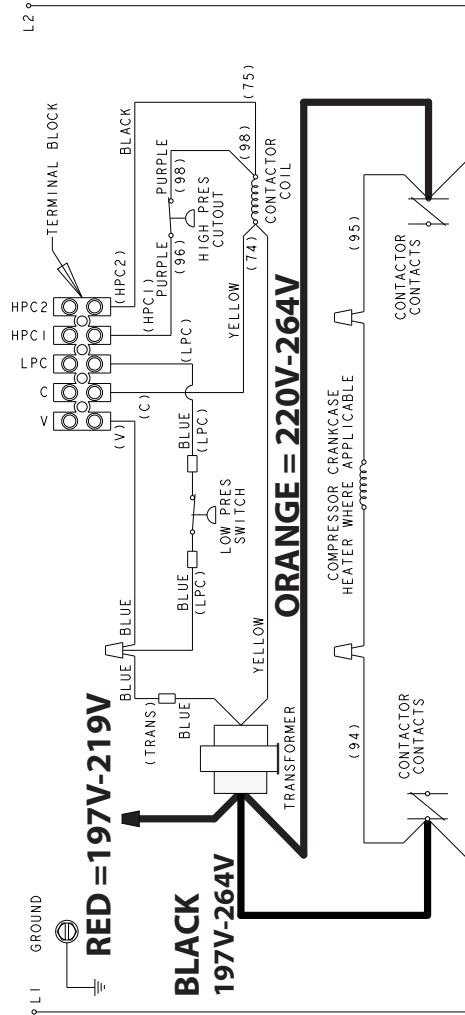 L1
GROUND
RED =197V-219V
BLACK
197V-264V
ORANGE = 220V-264V
L2
TERMINAL BLOCK
HPC2
HPC1
LPC
C
V
(HPC2)
(HPC1)
(LPC)
(C)
(V)
BLACK
PURPLE
(98)
PURPLE
(96)
HIGH PRES
CUTOUT
(75)
(98)
CONTACTOR
COIL
(74)
YELLOW
BLUE
(LPC)
LOW PRES
SWITCH
BLUE
(LPC)
BLUE
BLUE
(TRANS)
BLUE
YELLOW
TRANSFORMER
COMPRESSOR CRANKCASE
HEATER WHERE APPLICABLE
(95)
(94)
CONTACTOR
CONTACTS
CONTACTOR
CONTACTS